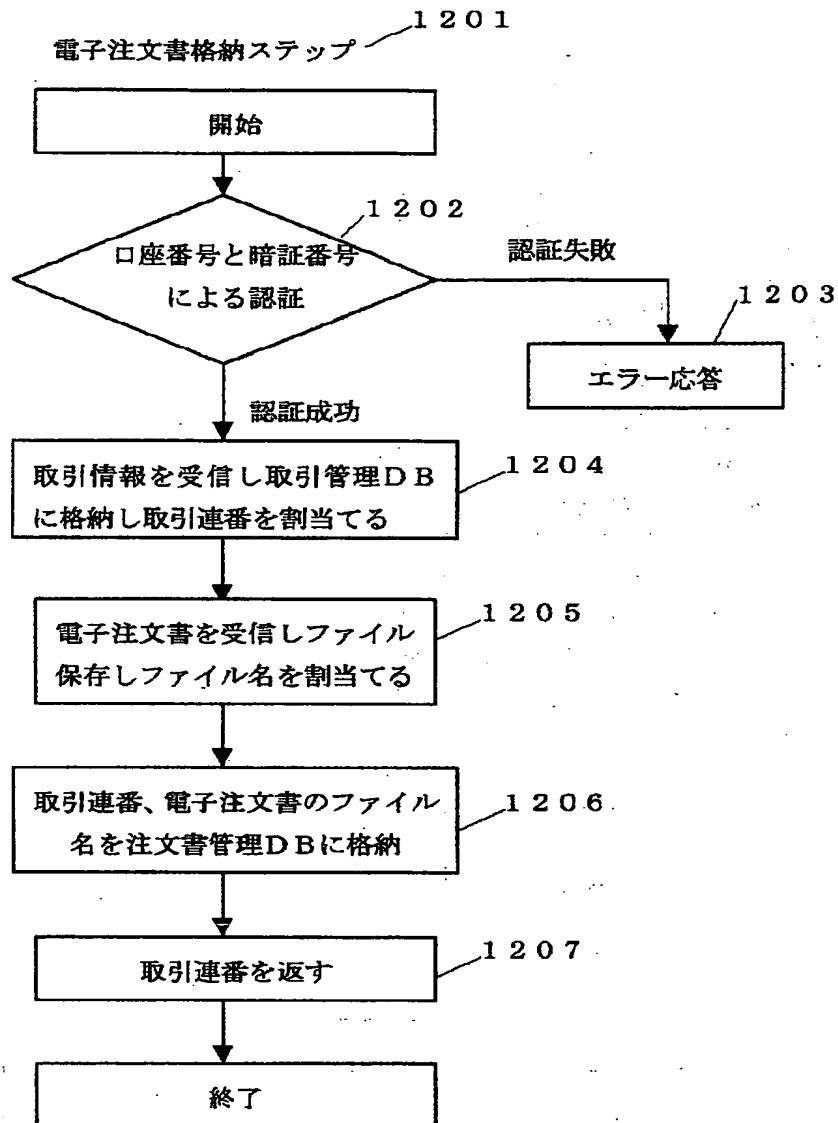 1201
電子注文書格納ステップ
開始
1202
口座番号と暗証番号
による認証
認証失敗
1203
エラー応答
認証成功
取引情報を受信し取引管理DB
に格納し取引連番を割当てる
1204
電子注文書を受信しファイル
保存しファイル名を割当てる
1205
取引連番、電子注文書のファイル
名を注文書管理DBに格納
1206
取引連番を返す
1207
終了